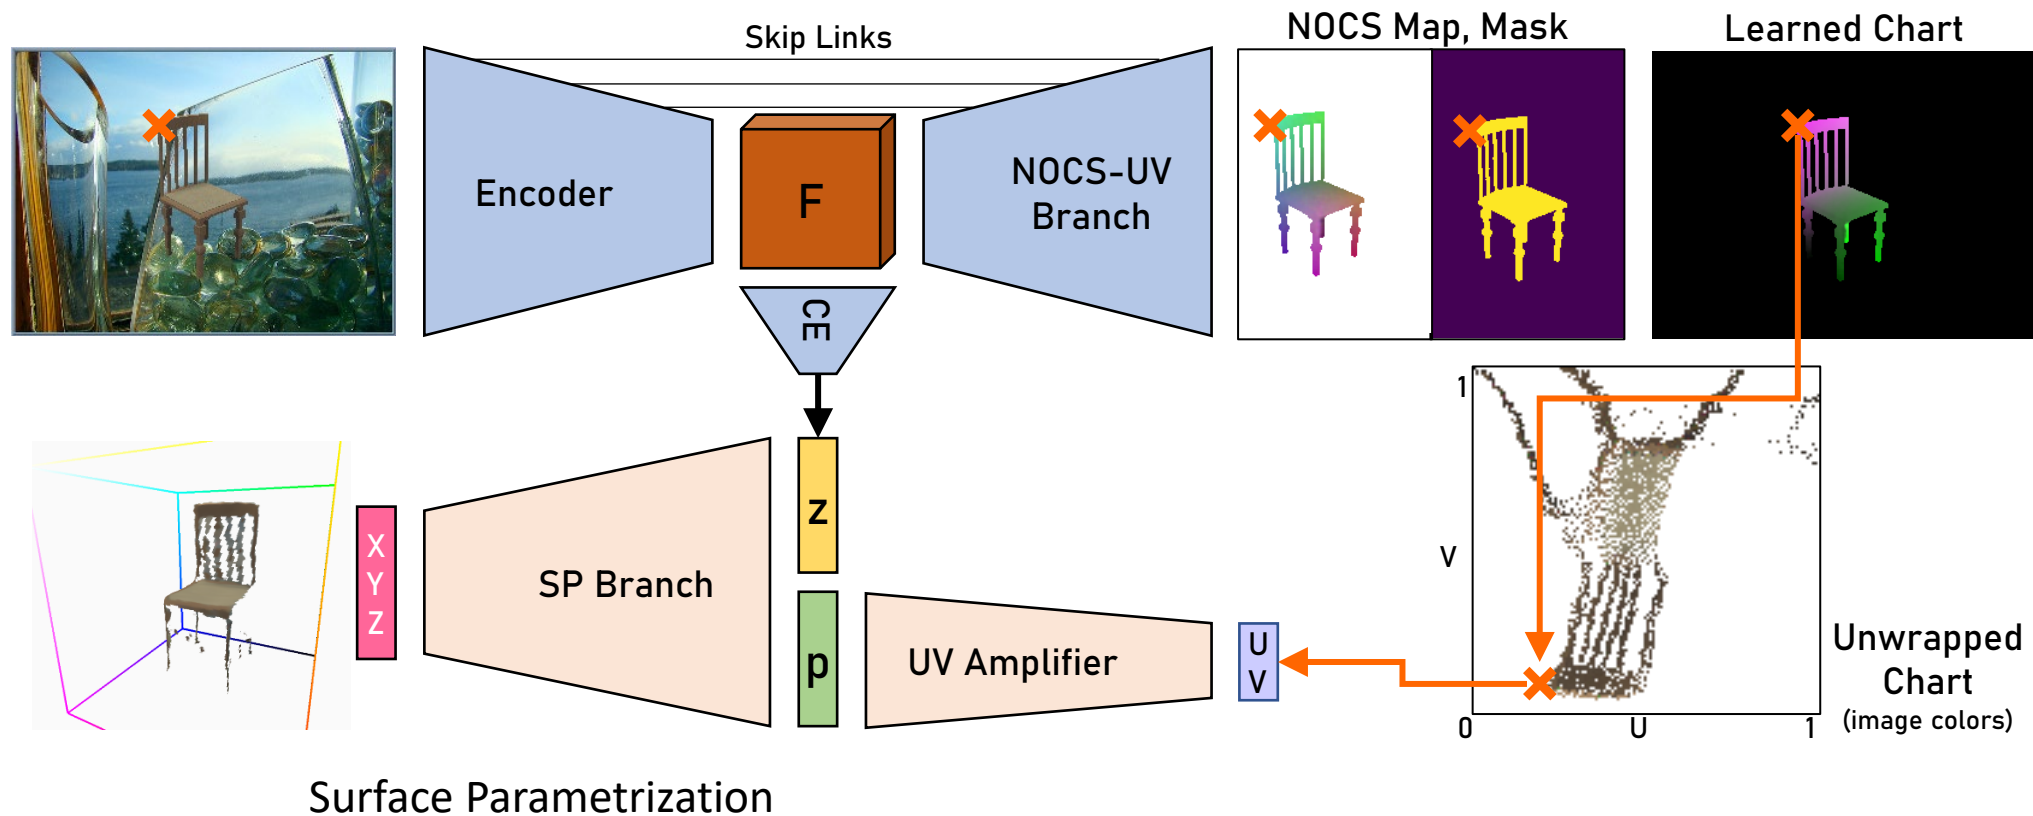 Skip Links
NOCS Map, Mask
Learned Chart
Encoder
F
NOCS-UV
Branch
CE
1
V
0
U
1
Unwrapped
Chart
(image colors)
X
Y
Z
SP Branch
z
p
UV Amplifier
U
V
Surface Parametrization